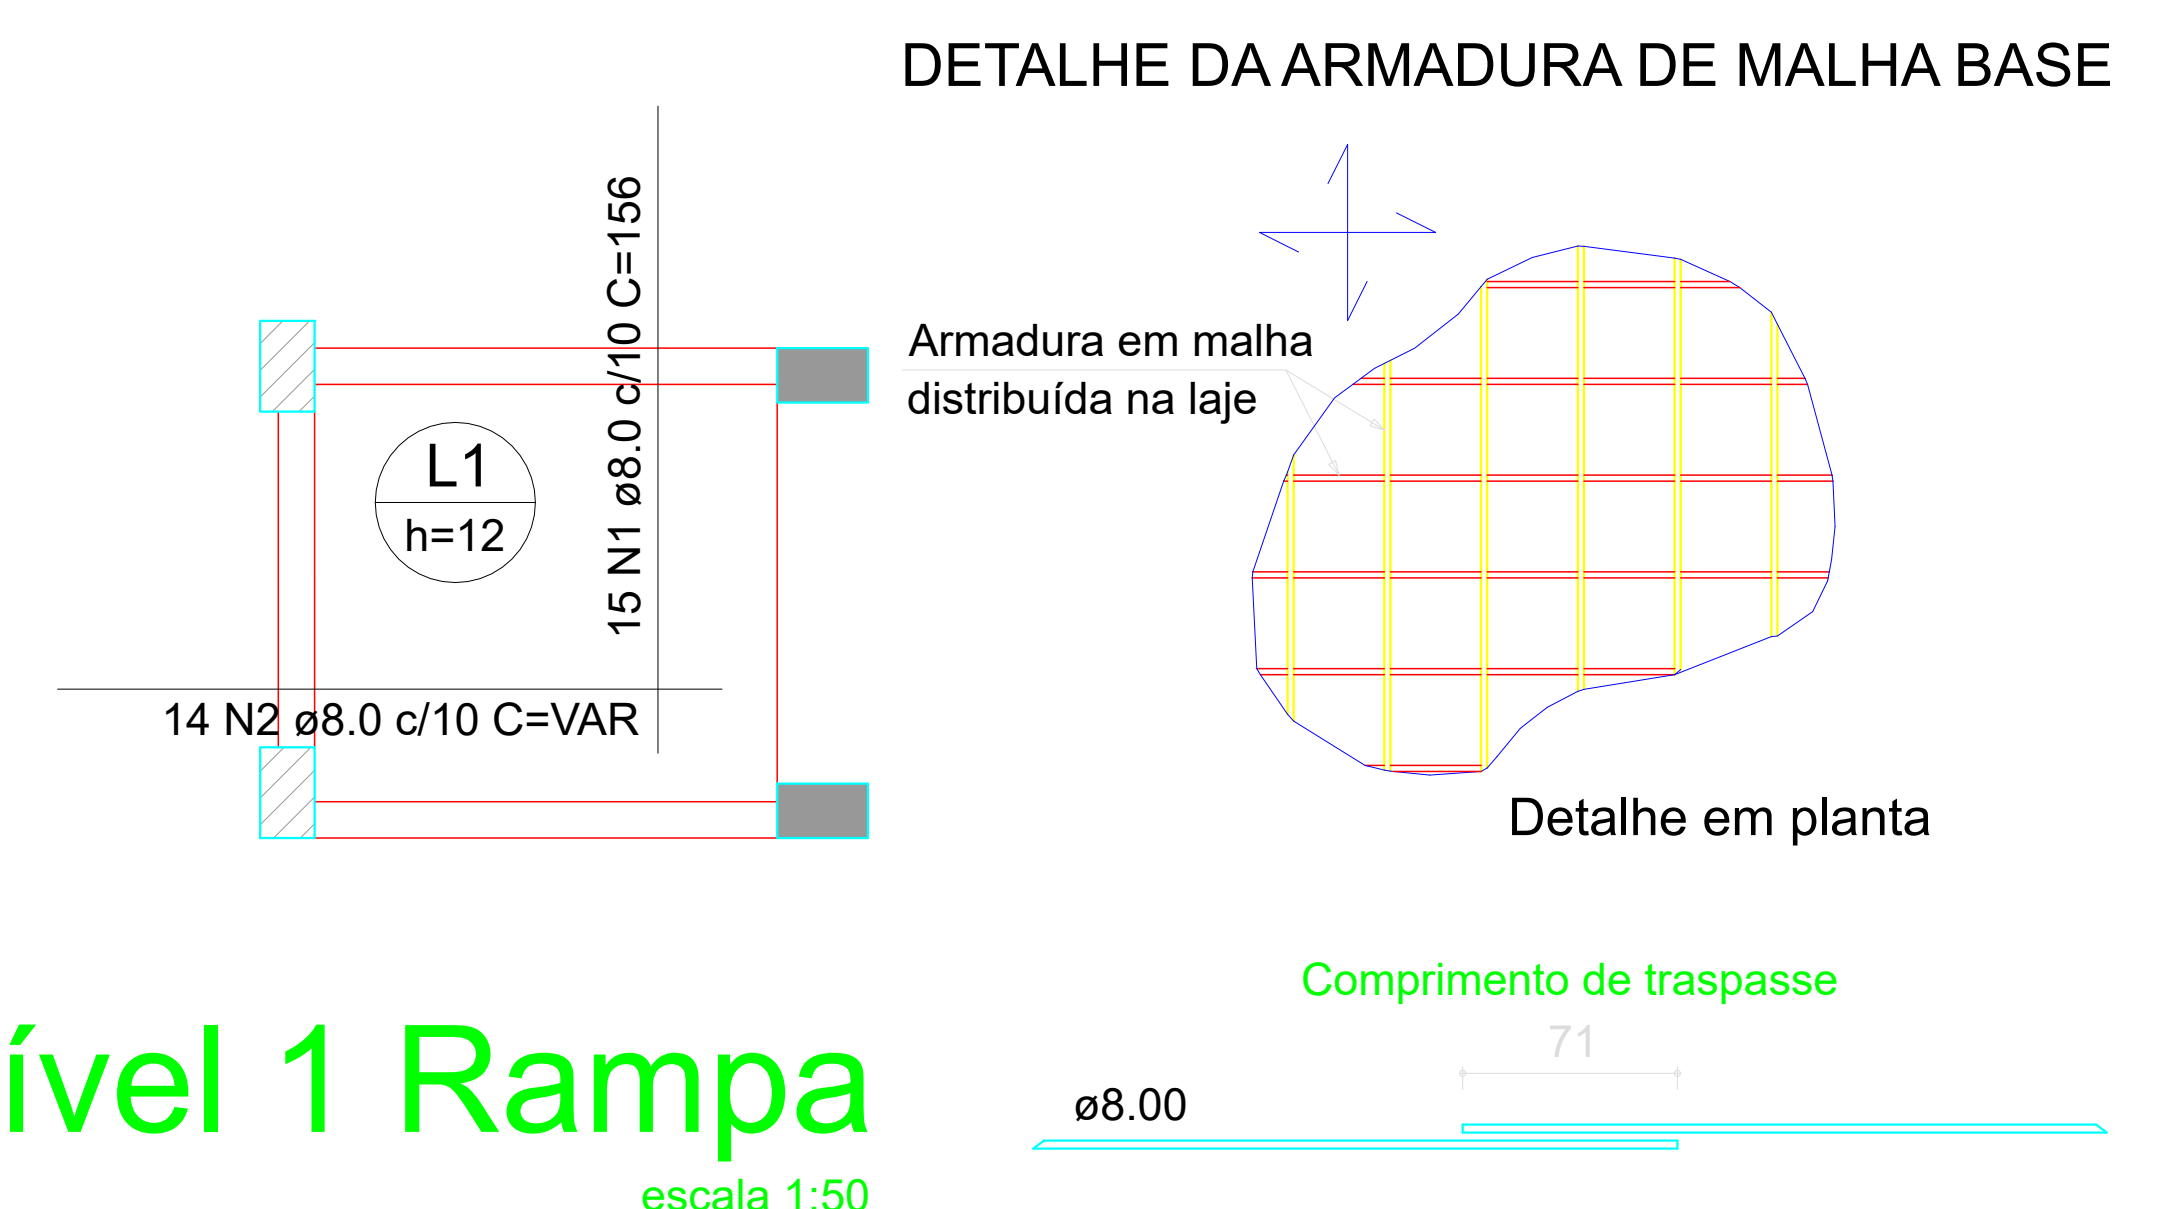 DETALHE DA ARMADURA DE MALHA BASE
15 N1 ø8.0 c/10 C=156
L1
h=12
14 N2 ø8.0 c/10 C=VAR
Armadura em malha
distribuída na laje
Detalhe em planta
ível 1 Rampa
escala 1:50
Comprimento de traspasse
71
ø8.00